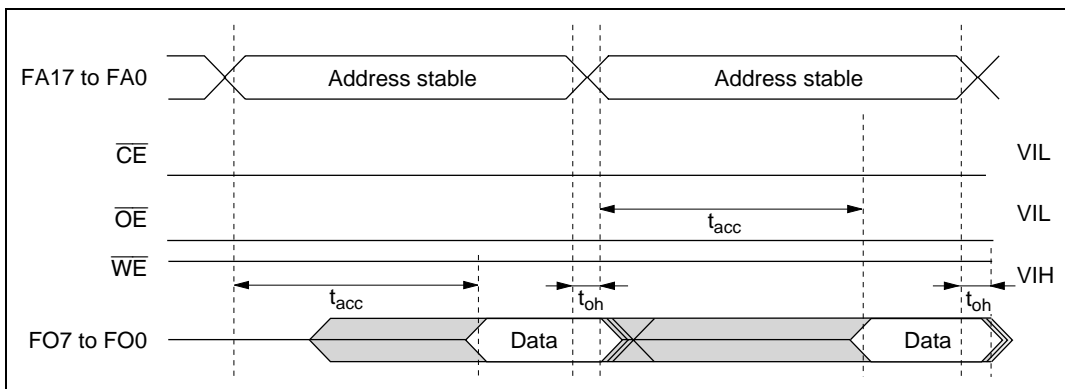 FA17 to FA0 Address stable Address stable
CE VIL
OE VIL
tacc
WE VIH
tacc toh toh
FO7 to FO0 Data Data